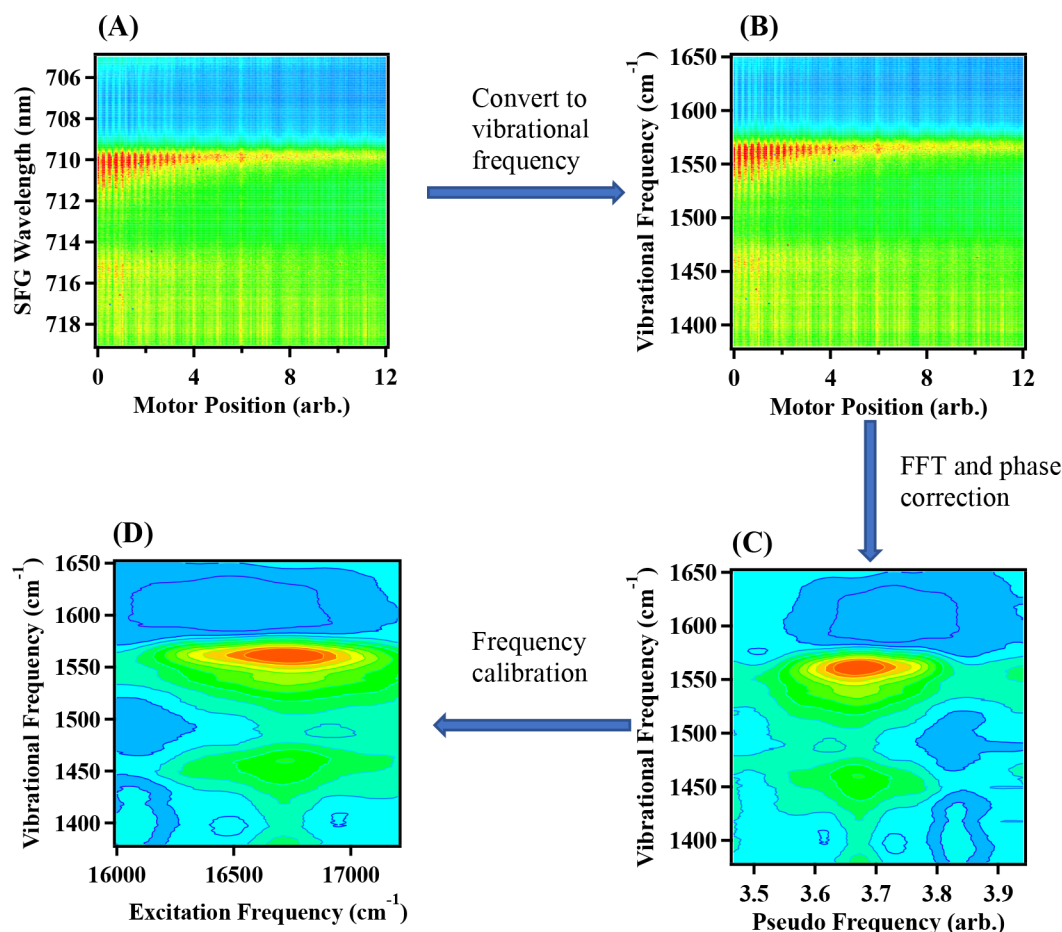 (A)
SFG Wavelength (nm)
706
708
710
712
714
716
718
0 4 8 12
Motor Position (arb.)
Convert to
vibrational
frequency
(B)
Vibrational Frequency (cm⁻¹)
1650
1600
1550
1500
1450
1400
0 4 8 12
Motor Position (arb.)
FFT and phase
correction
(C)
Vibrational Frequency (cm⁻¹)
1650
1600
1550
1500
1450
1400
3.5 3.6 3.7 3.8 3.9
Pseudo Frequency (arb.)
Frequency
calibration
(D)
Vibrational Frequency (cm⁻¹)
1650
1600
1550
1500
1450
1400
16000 16500 17000
Excitation Frequency (cm⁻¹)